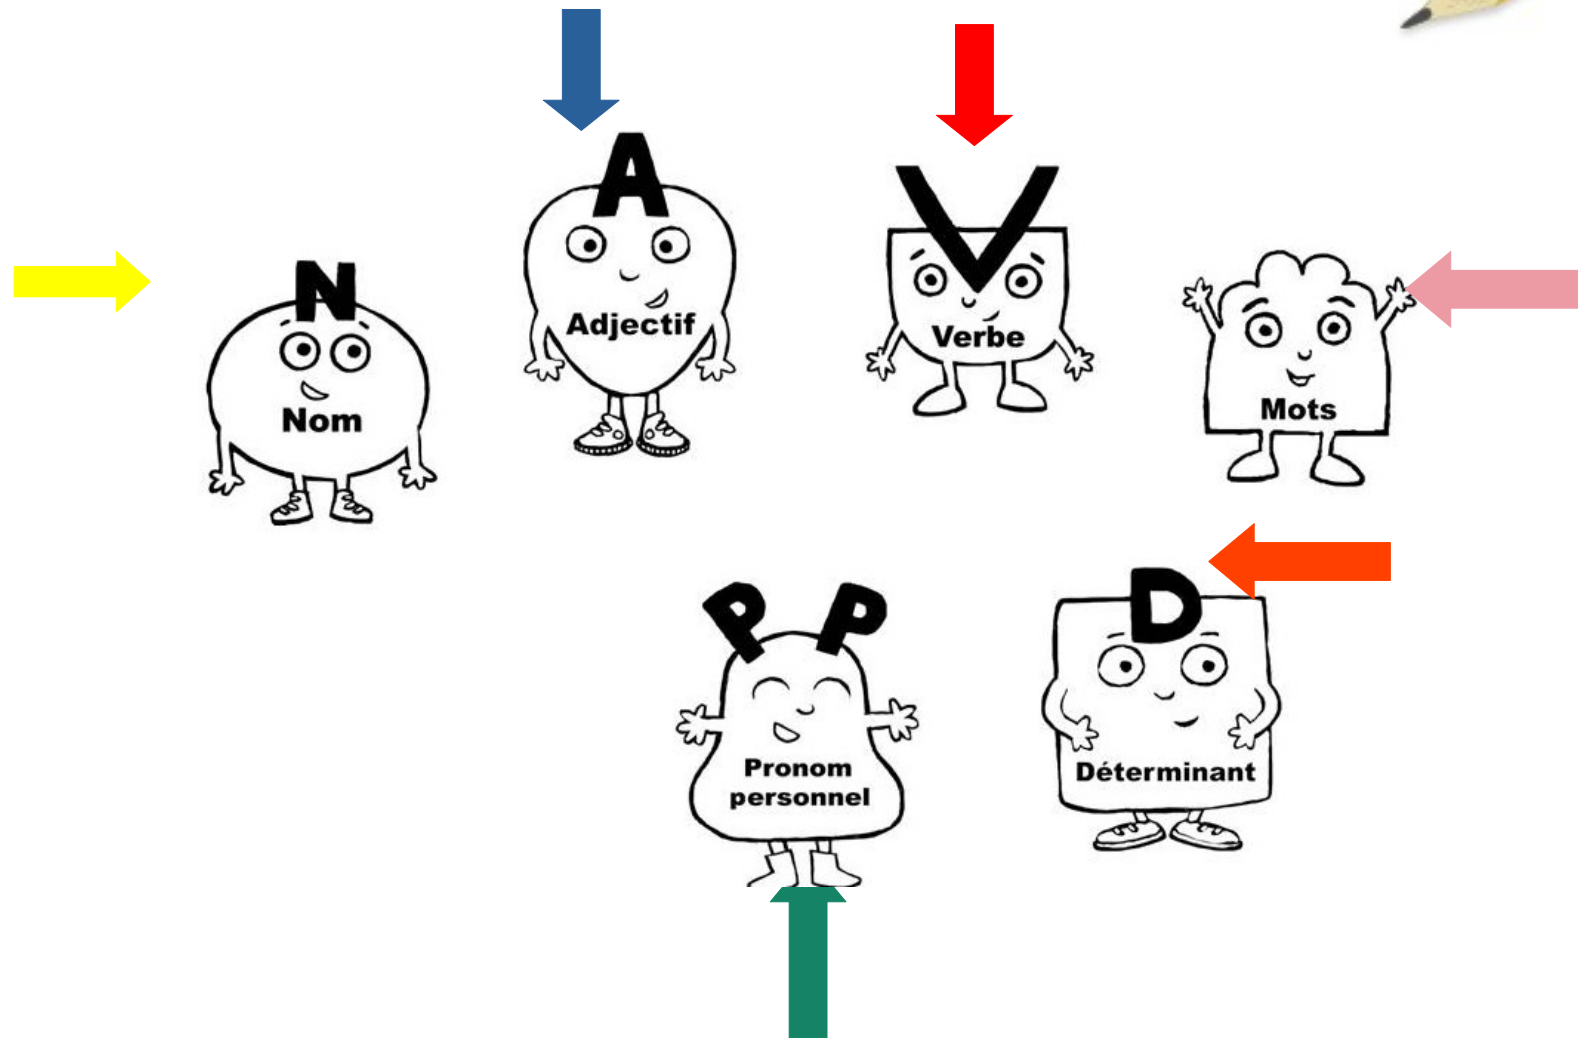 A
Adjectif
V
Verbe
N
Nom
Mots
P P
Pronom
personnel
D
Déterminant